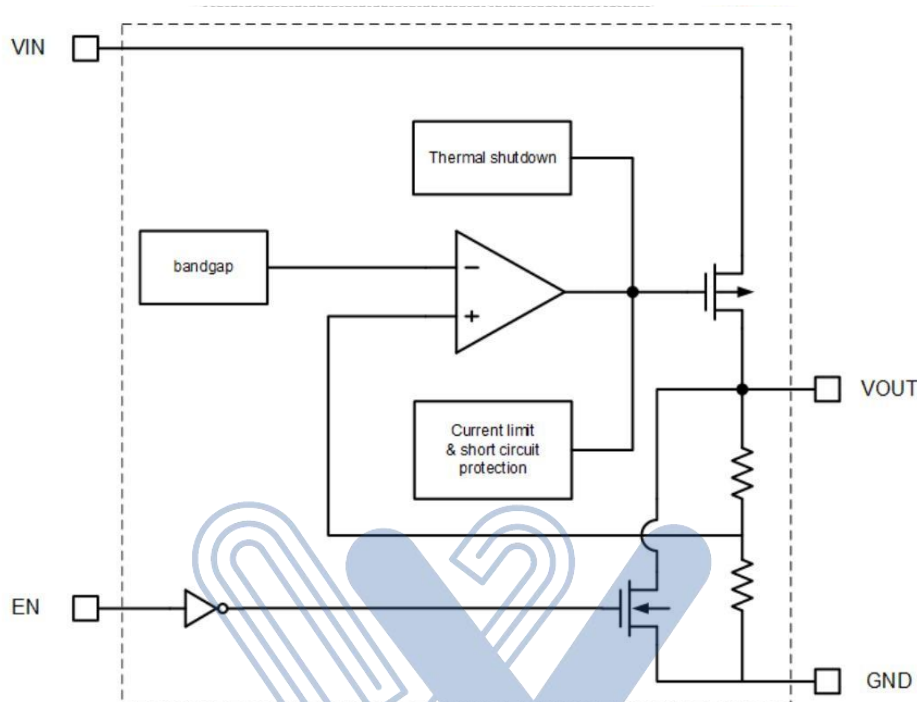 VIN
Thermal shutdown
bandgap
−
+
VOUT
Current limit
& short circuit
protection
EN
GND